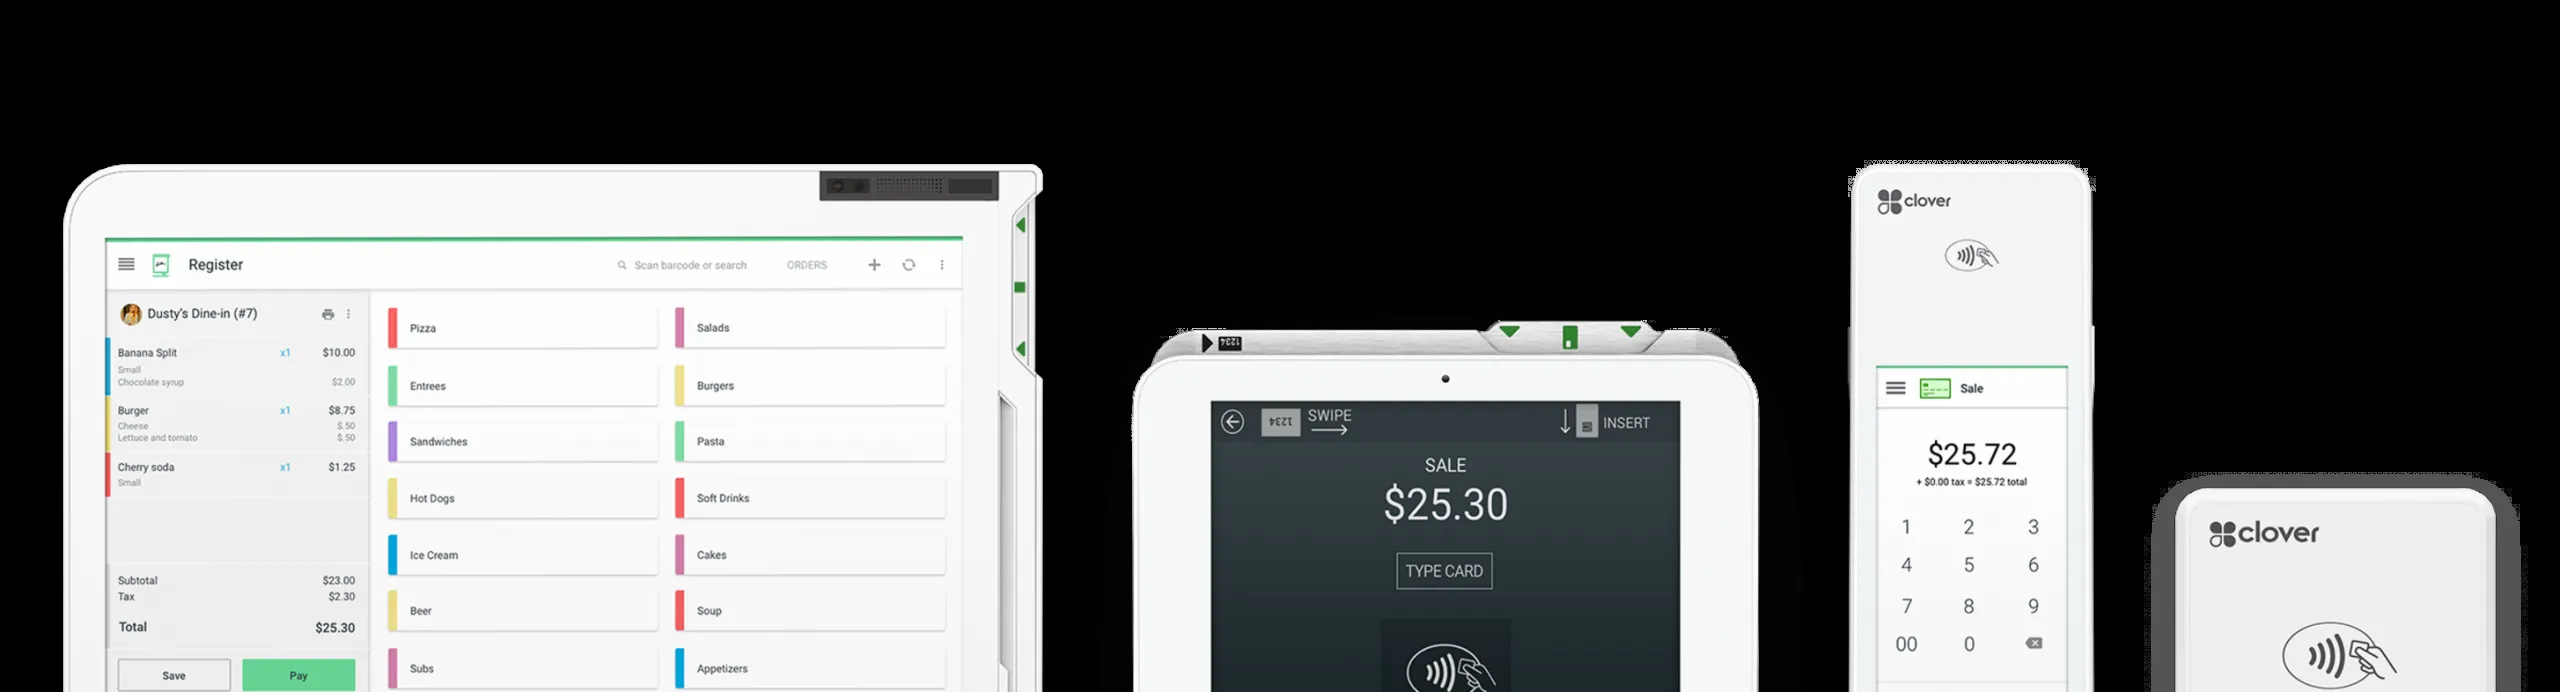 Register
Scan barcode or search
ORDERS
Dusty's Dine-in (#7)
Banana Split x1 $10.00
Small
Chocolate syrup $2.00
Burger x1 $8.75
Cheese $.50
Lettuce and tomato $.50
Cherry soda x1 $1.25
Small
Subtotal $23.00
Tax $2.30
Total $25.30
Save Pay
Pizza Salads
Entrees Burgers
Sandwiches Pasta
Hot Dogs Soft Drinks
Ice Cream Cakes
Beer Soup
Subs Appetizers
1234
1234 SWIPE INSERT
SALE
$25.30
TYPE CARD
clover
Sale
$25.72
+ $0.00 tax = $25.72 total
1 2 3
4 5 6
7 8 9
00 0
clover